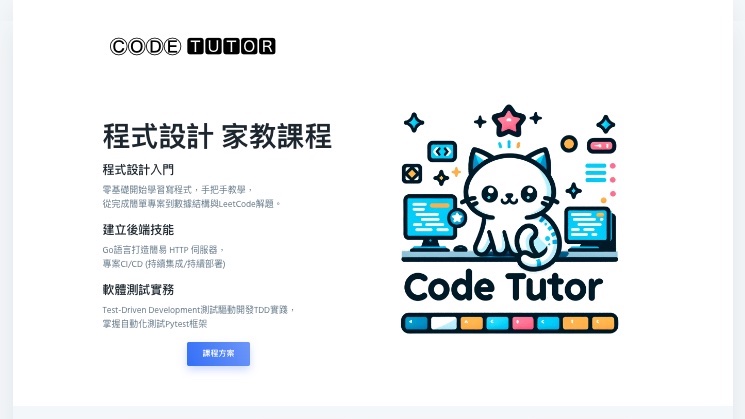 CODE TUTOR
程式設計 家教課程
程式設計入門
零基礎開始學習寫程式，手把手教學，
從完成簡單專案到數據結構與LeetCode解題。
建立後端技能
Go語言打造簡易 HTTP 伺服器，
專案CI/CD (持續集成/持續部署)
軟體測試實務
Test-Driven Development測試驅動開發TDD實踐，
掌握自動化測試Pytest框架
課程方案
Code Tutor